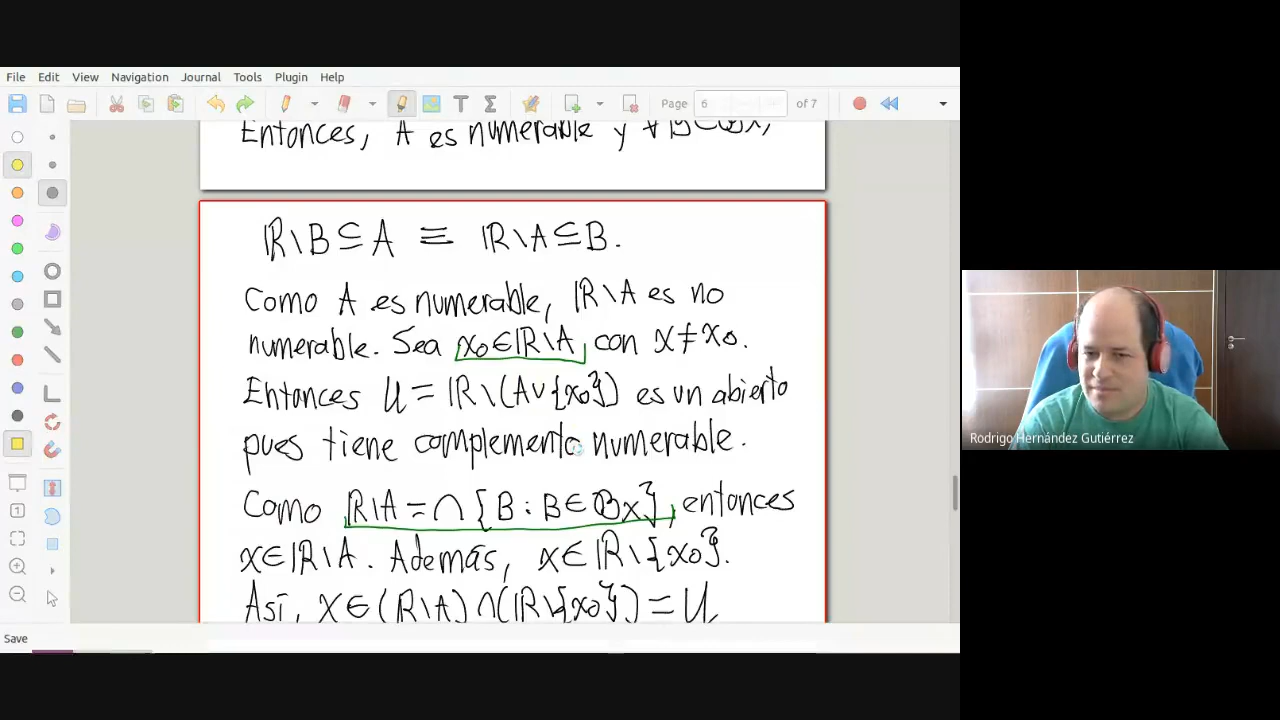 File Edit View Navigation Journal Tools Plugin Help
Page 6 of 7
Entonces, A es numerable y ∀ B∈ℬx,
ℝ∖B⊆A ≡ ℝ∖A⊆B.
Como A es numerable, ℝ∖A es no
numerable. Sea x₀∈ℝ∖A con x≠x₀.
Entonces U = ℝ∖(A∪{x₀}) es un abierto
pues tiene complemento numerable.
Como ℝ∖A = ∩{B : B∈ℬx}, entonces
x∈ℝ∖A. Además, x∈ℝ∖{x₀}.
Así, x∈(ℝ∖A)∩(ℝ∖{x₀}) = U
Save
Rodrigo Hernández Gutiérrez